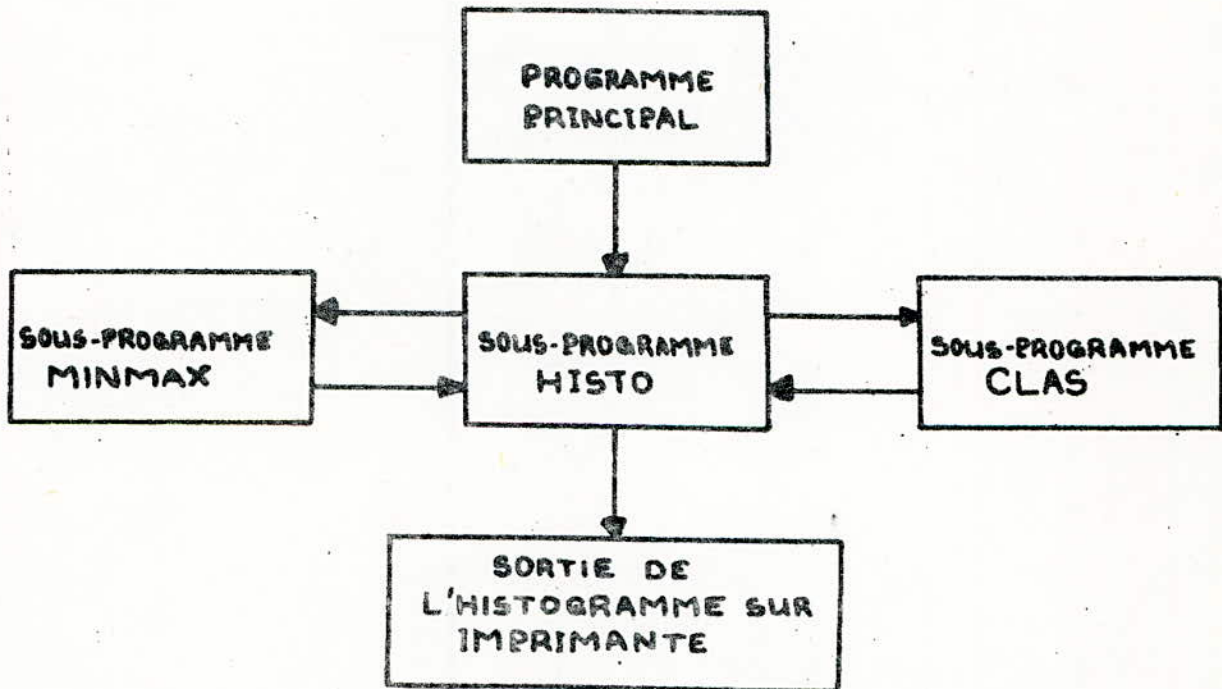 PROGRAMME
PRINCIPAL
SOUS-PROGRAMME
MINMAX
SOUS-PROGRAMME
HISTO
SOUS-PROGRAMME
CLAS
SORTIE DE
L'HISTOGRAMME SUR
IMPRIMANTE